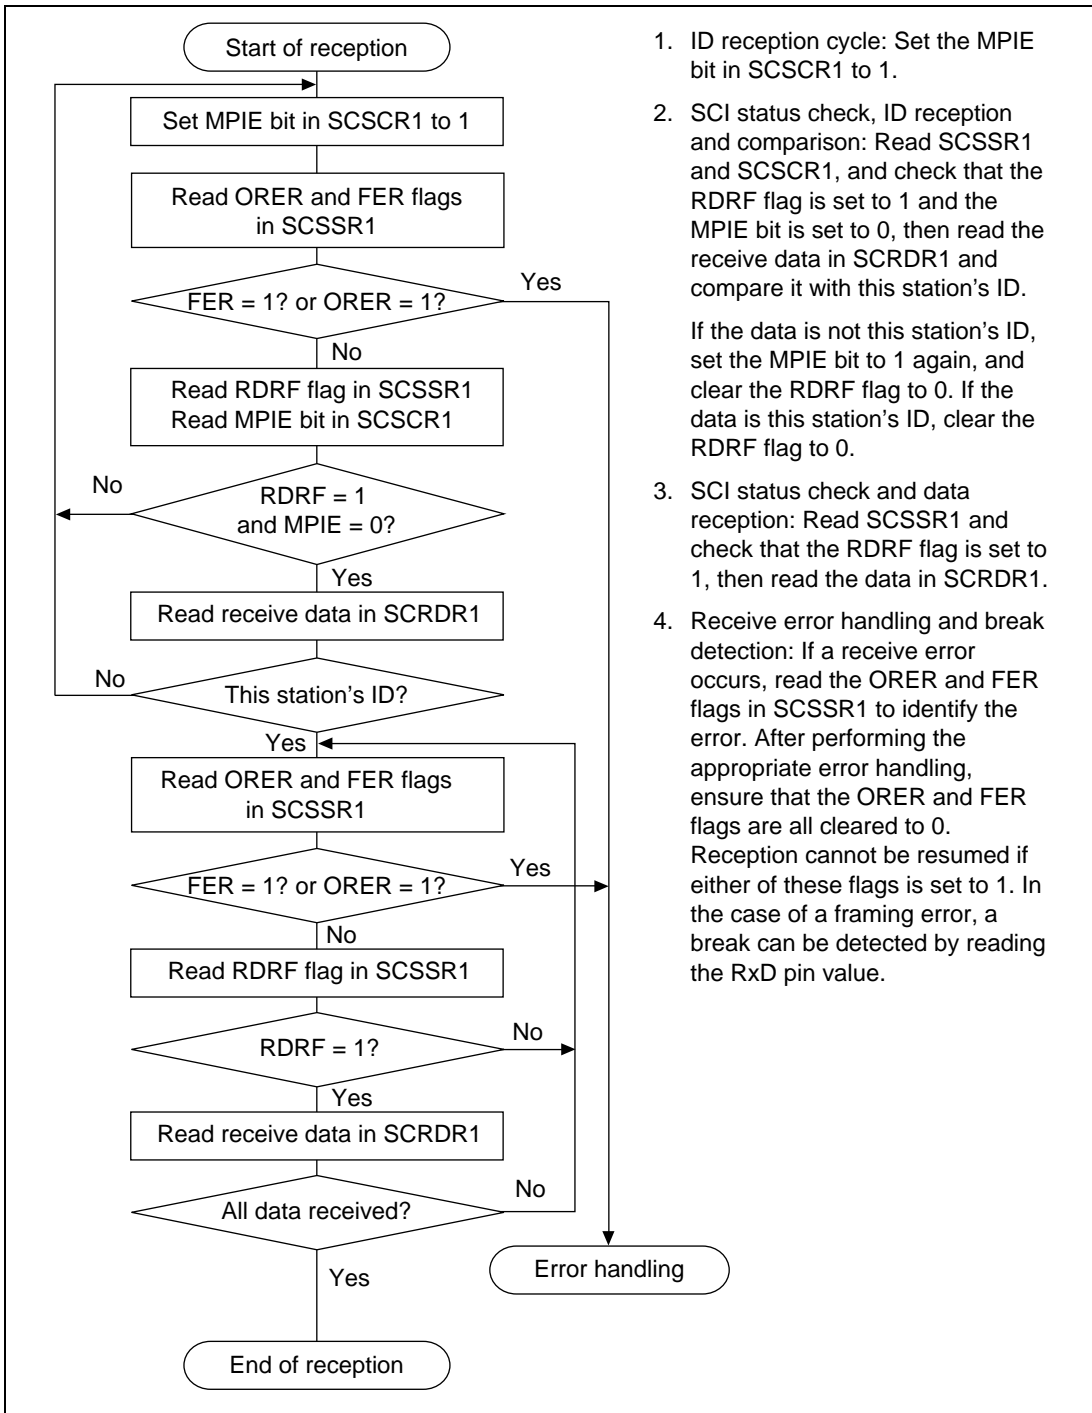 Start of reception
Set MPIE bit in SCSCR1 to 1
Read ORER and FER flags
in SCSSR1
FER = 1? or ORER = 1?
Yes
No
Read RDRF flag in SCSSR1
Read MPIE bit in SCSCR1
No
RDRF = 1
and MPIE = 0?
Yes
Read receive data in SCRDR1
No
This station's ID?
Yes
Read ORER and FER flags
in SCSSR1
FER = 1? or ORER = 1?
Yes
No
Read RDRF flag in SCSSR1
No
RDRF = 1?
Yes
Read receive data in SCRDR1
No
All data received?
Error handling
Yes
End of reception
1. ID reception cycle: Set the MPIE
bit in SCSCR1 to 1.
2. SCI status check, ID reception
and comparison: Read SCSSR1
and SCSCR1, and check that the
RDRF flag is set to 1 and the
MPIE bit is set to 0, then read the
receive data in SCRDR1 and
compare it with this station's ID.
If the data is not this station's ID,
set the MPIE bit to 1 again, and
clear the RDRF flag to 0. If the
data is this station's ID, clear the
RDRF flag to 0.
3. SCI status check and data
reception: Read SCSSR1 and
check that the RDRF flag is set to
1, then read the data in SCRDR1.
4. Receive error handling and break
detection: If a receive error
occurs, read the ORER and FER
flags in SCSSR1 to identify the
error. After performing the
appropriate error handling,
ensure that the ORER and FER
flags are all cleared to 0.
Reception cannot be resumed if
either of these flags is set to 1. In
the case of a framing error, a
break can be detected by reading
the RxD pin value.